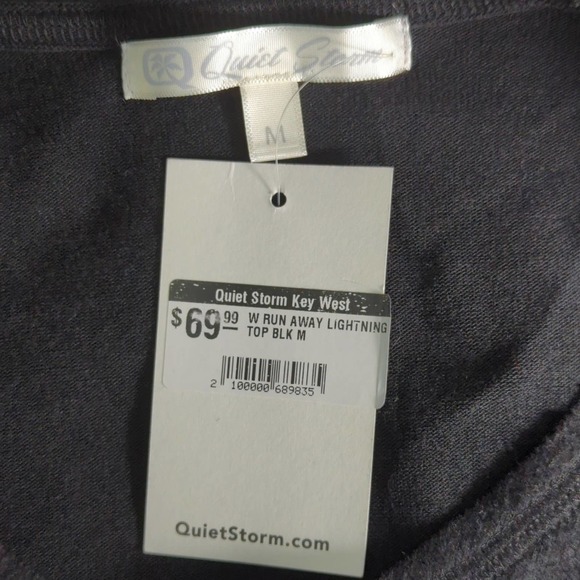 Quiet Storm
M
Quiet Storm Key West
$69.99 W RUN AWAY LIGHTNING
TOP BLK M
2 100000 689835
QuietStorm.com